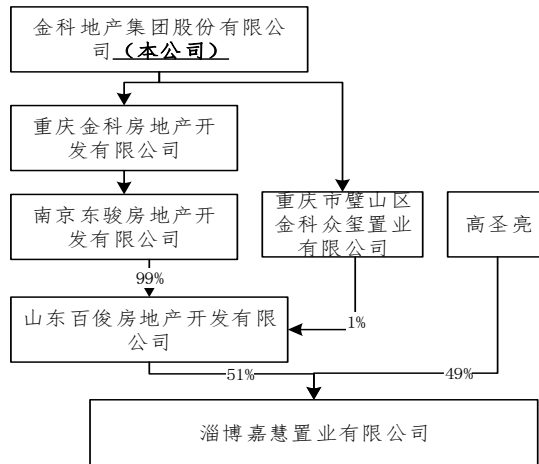 金科地产集团股份有限公
司（本公司）
重庆金科房地产开
发有限公司
南京东骏房地产开
发有限公司
重庆市璧山区
金科众玺置业
有限公司
高圣亮
99%
山东百俊房地产开发有限
公司
1%
51%
49%
淄博嘉慧置业有限公司